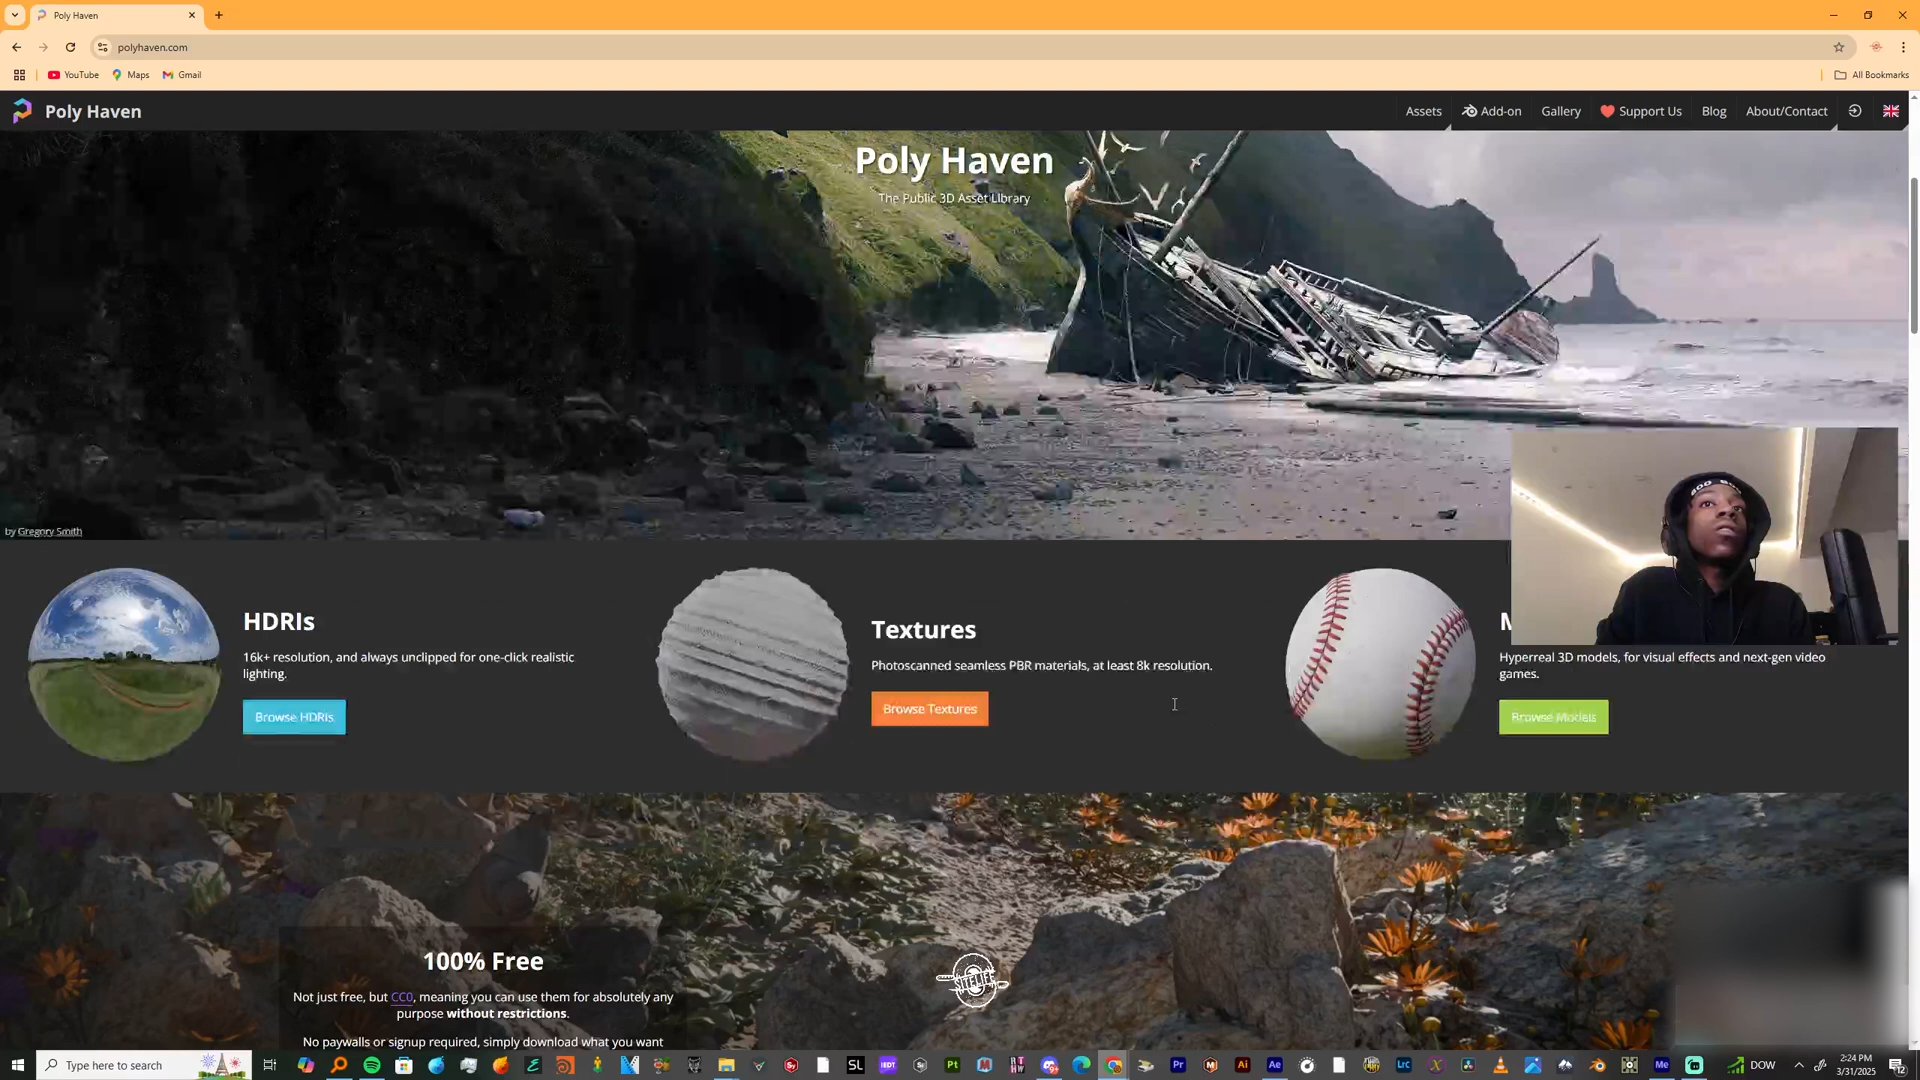 Poly Haven
polyhaven.com
YouTube
Maps
Gmail
All Bookmarks
Poly Haven
Assets
Add-on
Gallery
Support Us
Blog
About/Contact
Poly Haven
The Public 3D Asset Library
by Gregory Smith
HDRIs
16k+ resolution, and always unclipped for one-click realistic
lighting.
Browse HDRIs
Textures
Photoscanned seamless PBR materials, at least 8k resolution.
Browse Textures
M
Hyperreal 3D models, for visual effects and next-gen video
games.
Browse Models
100% Free
Not just free, but CC0, meaning you can use them for absolutely any
purpose without restrictions.
No paywalls or signup required, simply download what you want
SITELIFE
Type here to search
DOW
2:24 PM
3/31/2025